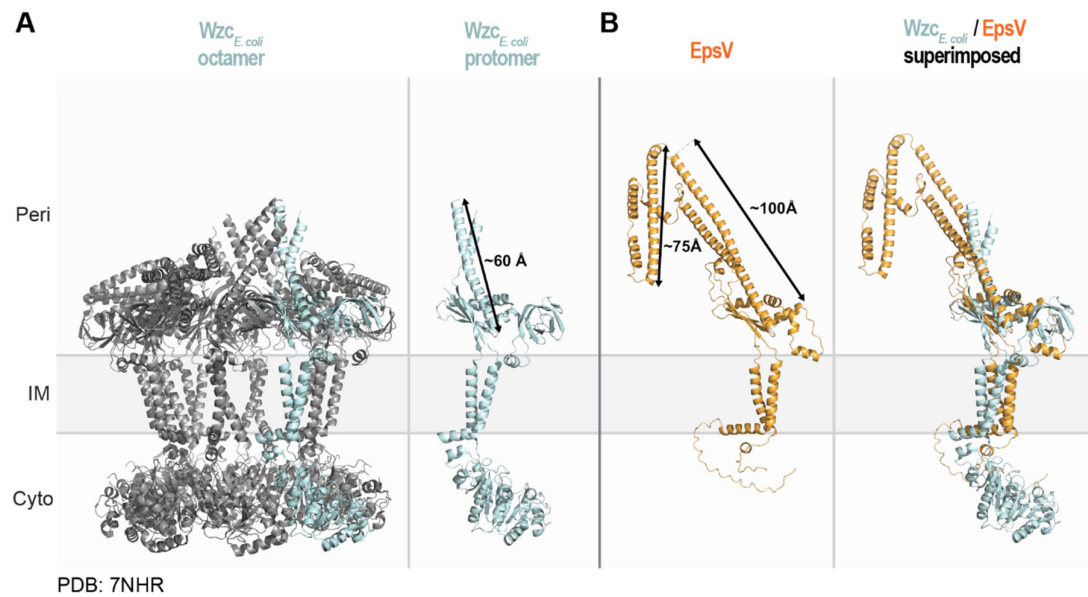 A
Wzc E. coli
octamer
Wzc E. coli
protomer
B
EpsV
Wzc E. coli / EpsV
superimposed
Peri
IM
Cyto
~60 Å
~75Å
~100Å
PDB: 7NHR